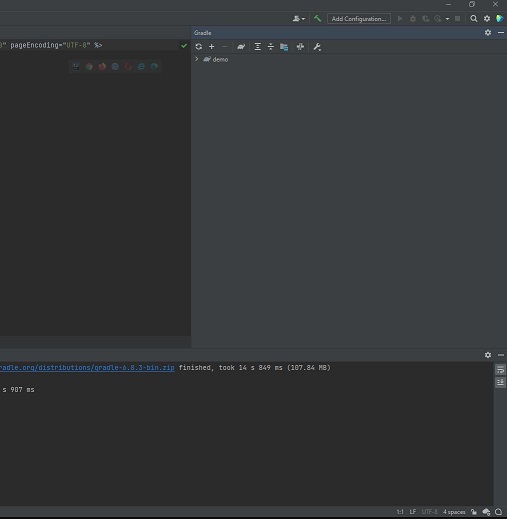 Add Configuration...
Gradle
" pageEncoding="UTF-8" %>
demo
radle.org/distributions/gradle-6.8.3-bin.zip finished, took 14 s 849 ms (107.84 MB)
s 907 ms
1:1 LF UTF-8 4 spaces